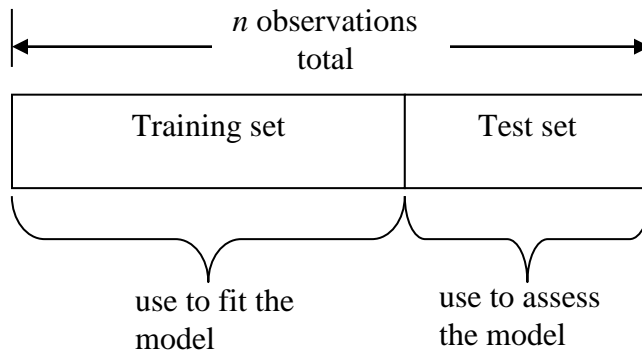 n observations
total
Training set
Test set
use to fit the
model
use to assess
the model